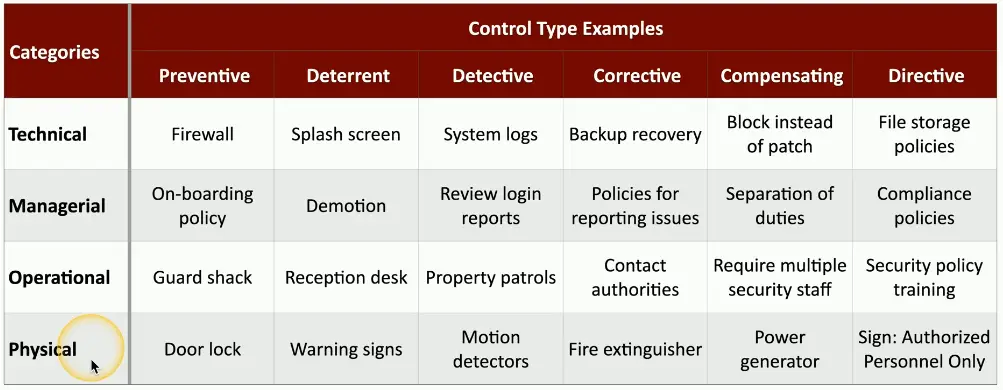 Categories
Control Type Examples
Preventive Deterrent Detective Corrective Compensating Directive
Technical
Firewall
Splash screen
System logs
Backup recovery
Block instead
of patch
File storage
policies
Managerial
On-boarding
policy
Demotion
Review login
reports
Policies for
reporting issues
Separation of
duties
Compliance
policies
Operational
Guard shack
Reception desk
Property patrols
Contact
authorities
Require multiple
security staff
Security policy
training
Physical
Door lock
Warning signs
Motion
detectors
Fire extinguisher
Power
generator
Sign: Authorized
Personnel Only